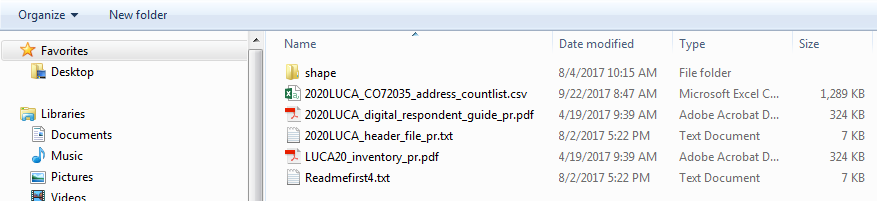 Organize New folder
Favorites Name Date modified Type Size
Desktop shape 8/4/2017 10:15 AM File folder
2020LUCA_CO72035_address_countlist.csv 9/22/2017 8:47 AM Microsoft Excel C... 1,289 KB
Libraries 2020LUCA_digital_respondent_guide_pr.pdf 4/19/2017 9:39 AM Adobe Acrobat D... 324 KB
Documents 2020LUCA_header_file_pr.txt 8/2/2017 5:22 PM Text Document 7 KB
Music LUCA20_inventory_pr.pdf 4/19/2017 9:39 AM Adobe Acrobat D... 324 KB
Pictures Readmefirst4.txt 8/2/2017 5:22 PM Text Document 7 KB
Videos